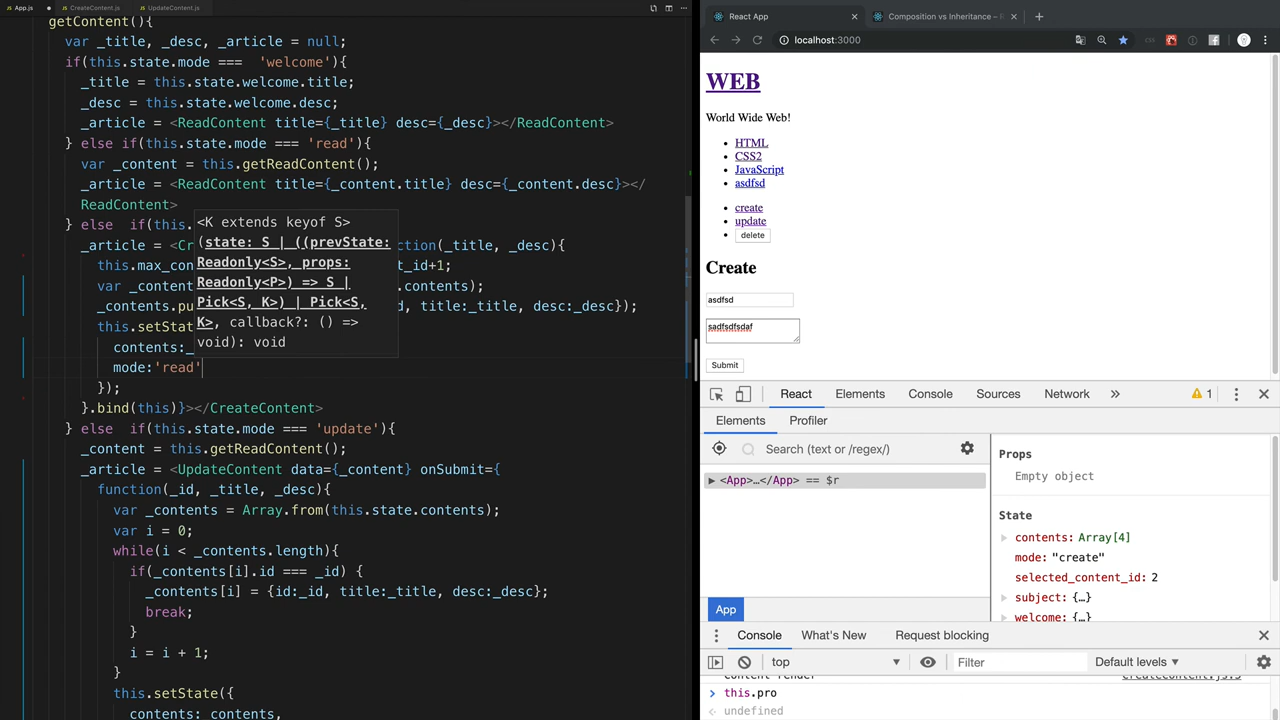 App.js
CreateContent.js
UpdateContent.js
getContent(){
var _title, _desc, _article = null;
if(this.state.mode === 'welcome'){
_title = this.state.welcome.title;
_desc = this.state.welcome.desc;
_article = <ReadContent title={_title} desc={_desc}></ReadContent>
} else if(this.state.mode === 'read'){
var _content = this.getReadContent();
_article = <ReadContent title={_content.title} desc={_content.desc}></
ReadContent>
} else if(this.
_article = <Cr
ction(_title, _desc){
this.max_con
t_id+1;
var _content
.contents);
_contents.pu
d, title:_title, desc:_desc});
this.setStat
contents:_
mode:'read'
});
}.bind(this)}></CreateContent>
} else if(this.state.mode === 'update'){
_content = this.getReadContent();
_article = <UpdateContent data={_content} onSubmit={
function(_id, _title, _desc){
var _contents = Array.from(this.state.contents);
var i = 0;
while(i < _contents.length){
if(_contents[i].id === _id) {
_contents[i] = {id:_id, title:_title, desc:_desc};
break;
}
i = i + 1;
}
this.setState({
contents:_contents,
<K extends keyof S>
(state: S | ((prevState:
Readonly<S>, props:
Readonly<P>) => S |
Pick<S, K>) | Pick<S,
K>, callback?: () =>
void): void
React App
Composition vs Inheritance – R
localhost:3000
WEB
World Wide Web!
HTML
CSS2
JavaScript
asdfsd
create
update
delete
Create
asdfsd
sadfsdfsdaf
Submit
React
Elements
Console
Sources
Network
1
Elements
Profiler
Search (text or /regex/)
<App>…</App> == $r
App
Props
Empty object
State
contents: Array[4]
mode: "create"
selected_content_id: 2
subject: {…}
welcome: {…}
Console
What's New
Request blocking
top
Filter
Default levels
Content render
CreateContent.js:5
this.pro
undefined